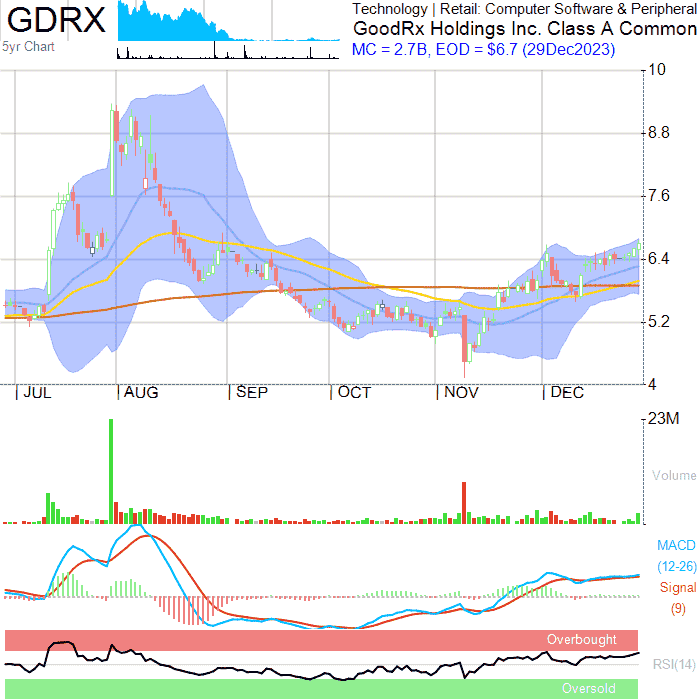 GDRX
5yr Chart
Technology | Retail: Computer Software & Peripheral
GoodRx Holdings Inc. Class A Common
MC = 2.7B, EOD = $6.7 (29Dec2023)
10
8.8
7.6
6.4
5.2
4
| JUL | AUG | SEP | OCT | NOV | DEC
23M
Volume
MACD
(12-26)
Signal
(9)
Overbought
RSI(14)
Oversold